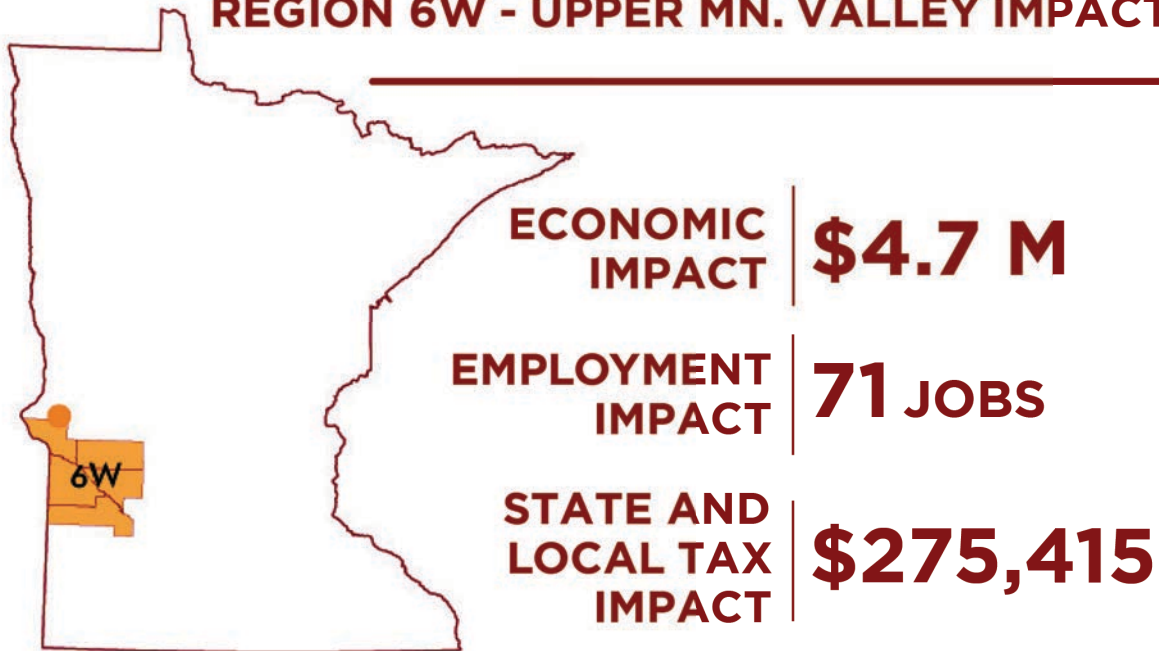 REGION 6W - UPPER MN. VALLEY IMPACT
ECONOMIC
IMPACT
$4.7 M
EMPLOYMENT
IMPACT
71 JOBS
6W
STATE AND
LOCAL TAX
IMPACT
$275,415